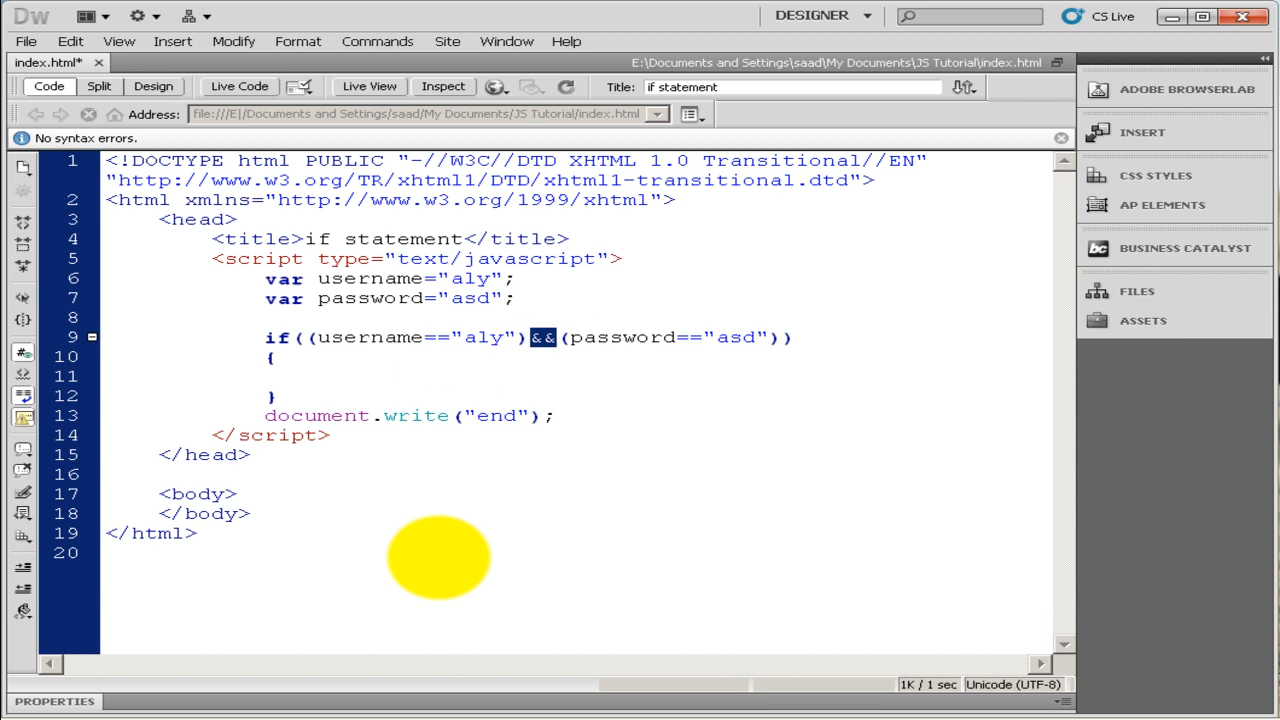 Dw DESIGNER CS Live
File Edit View Insert Modify Format Commands Site Window Help
index.html* E:\Documents and Settings\saad\My Documents\JS Tutorial\index.html
Code Split Design Live Code Live View Inspect Title: if statement
Address: file:///E|/Documents and Settings/saad/My Documents/JS Tutorial/index.html
No syntax errors.
1 <!DOCTYPE html PUBLIC "-//W3C//DTD XHTML 1.0 Transitional//EN"
"http://www.w3.org/TR/xhtml1/DTD/xhtml1-transitional.dtd">
2 <html xmlns="http://www.w3.org/1999/xhtml">
3 <head>
4 <title>if statement</title>
5 <script type="text/javascript">
6 var username="aly";
7 var password="asd";
8
9 if((username=="aly")&&(password=="asd"))
10 {
11
12 }
13 document.write("end");
14 </script>
15 </head>
16
17 <body>
18 </body>
19 </html>
20
1K / 1 sec Unicode (UTF-8)
PROPERTIES
ADOBE BROWSERLAB
INSERT
CSS STYLES
AP ELEMENTS
bc BUSINESS CATALYST
FILES
ASSETS